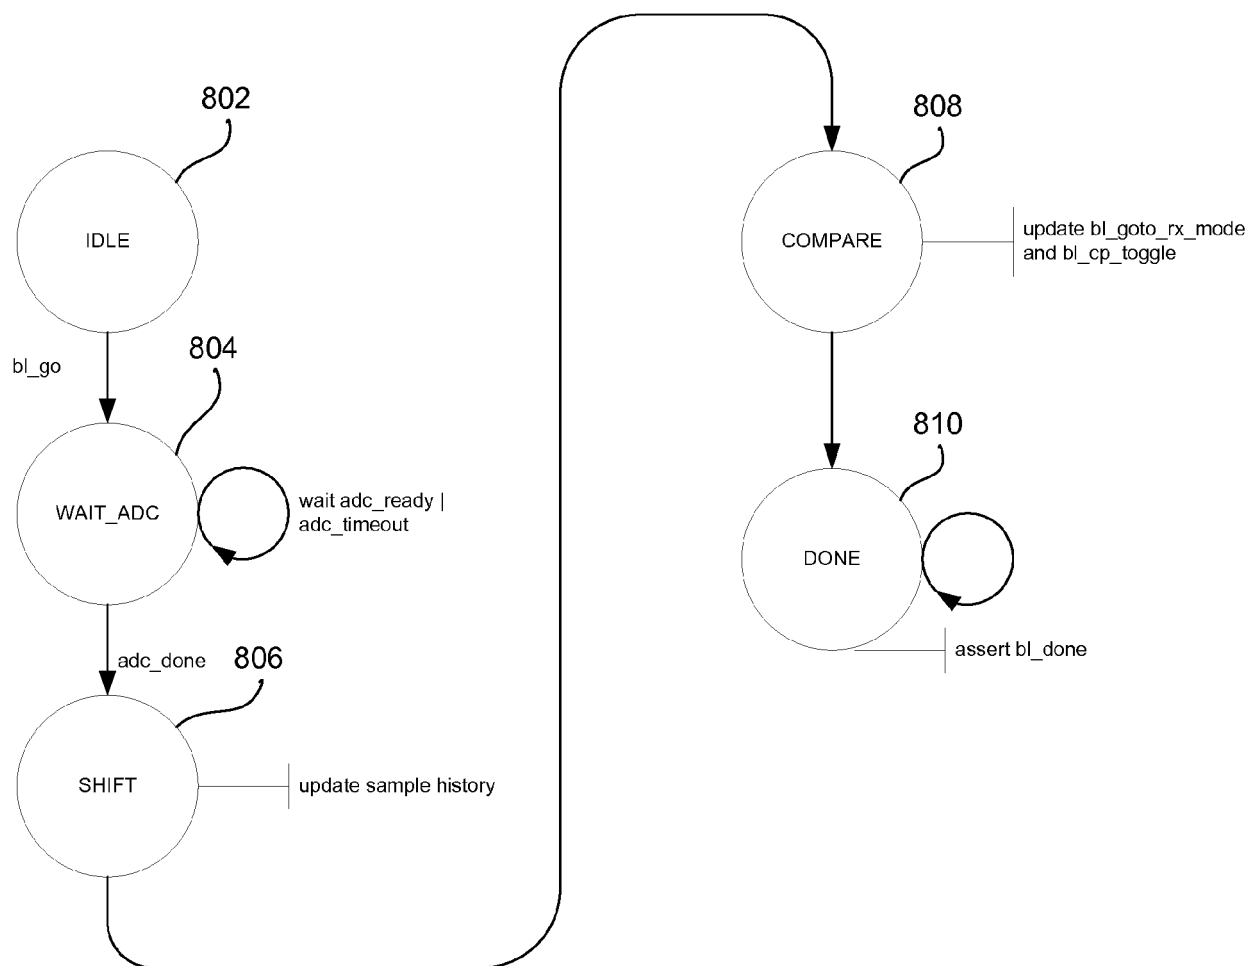 802
IDLE
bl_go
804
WAIT_ADC
wait adc_ready |
adc_timeout
adc_done
806
SHIFT
update sample history
808
COMPARE
update bl_goto_rx_mode
and bl_cp_toggle
810
DONE
assert bl_done